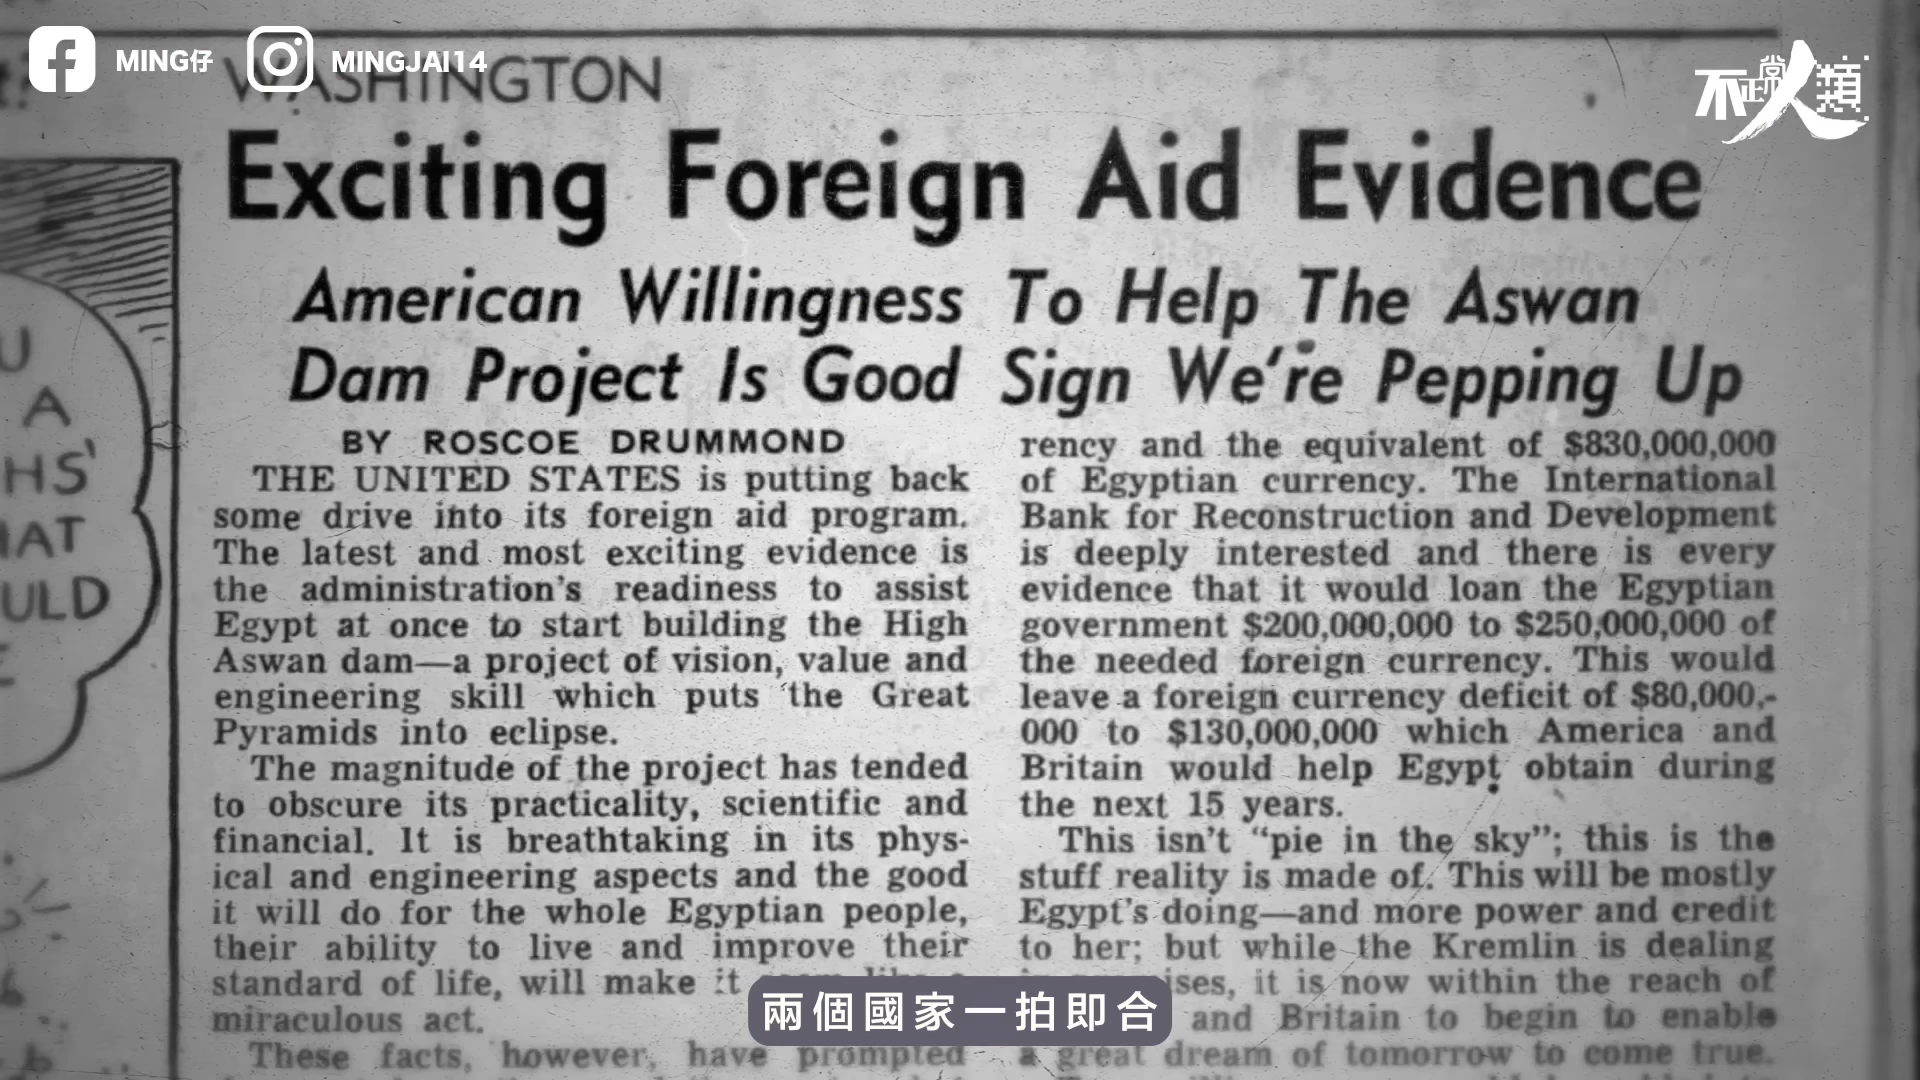 MING仔
MINGJAI14
不正常人類
WASHINGTON
Exciting Foreign Aid Evidence
American Willingness To Help The Aswan
Dam Project Is Good Sign We're Pepping Up
BY ROSCOE DRUMMOND
THE UNITED STATES is putting back
some drive into its foreign aid program.
The latest and most exciting evidence is
the administration's readiness to assist
Egypt at once to start building the High
Aswan dam—a project of vision, value and
engineering skill which puts the Great
Pyramids into eclipse.
The magnitude of the project has tended
to obscure its practicality, scientific and
financial. It is breathtaking in its phys-
ical and engineering aspects and the good
it will do for the whole Egyptian people,
their ability to live and improve their
standard of life, will make it
miraculous act.
These facts, however, have prompted
rency and the equivalent of $830,000,000
of Egyptian currency. The International
Bank for Reconstruction and Development
is deeply interested and there is every
evidence that it would loan the Egyptian
government $200,000,000 to $250,000,000 of
the needed foreign currency. This would
leave a foreign currency deficit of $80,000,-
000 to $130,000,000 which America and
Britain would help Egypt obtain during
the next 15 years.
This isn't "pie in the sky"; this is the
stuff reality is made of. This will be mostly
Egypt's doing—and more power and credit
to her; but while the Kremlin is dealing
it is now within the reach of
and Britain to begin to enable
a great dream of tomorrow to come true.
U
A
HS'
HAT
ULD
兩個國家一拍即合